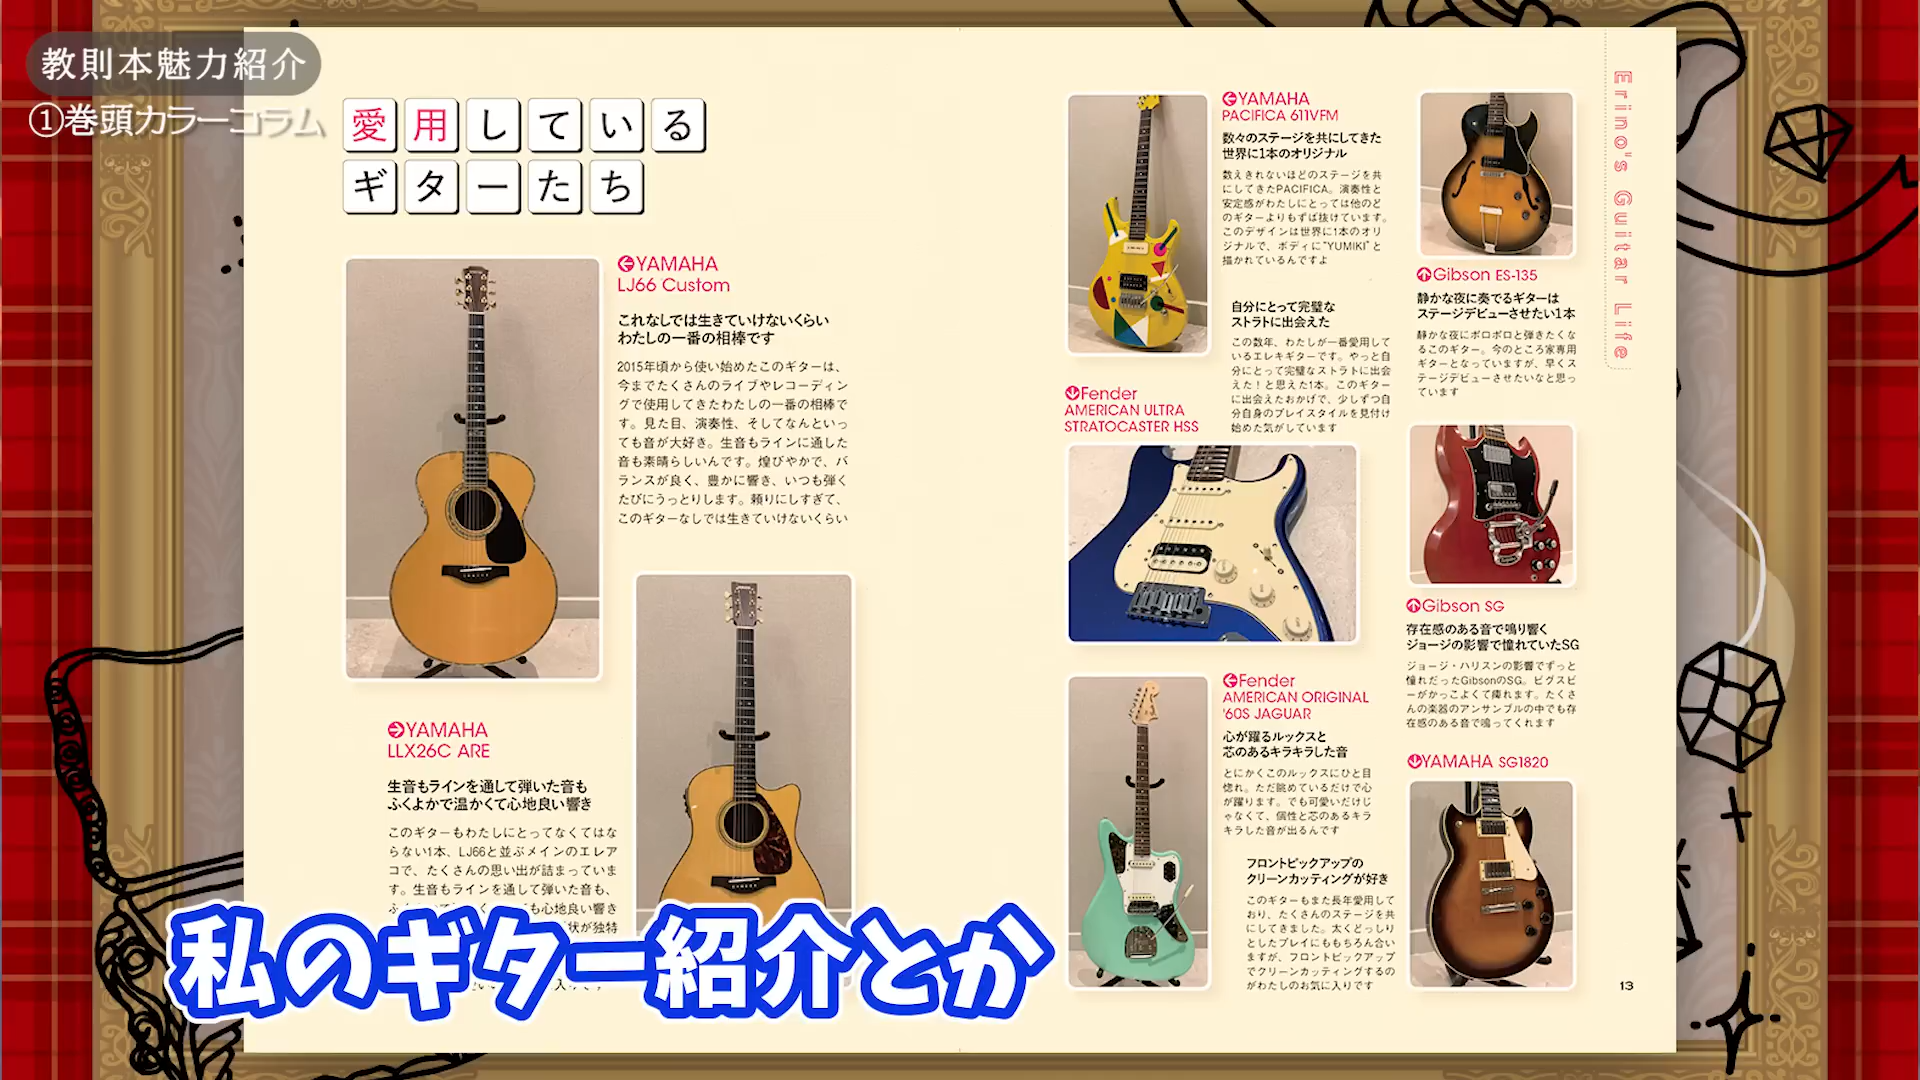 教則本魅力紹介
①巻頭カラーコラム
愛用している
ギターたち
YAMAHA
LJ66 Custom
これなしでは生きていけないくらい
わたしの一番の相棒です
2015年頃から使い始めたこのギターは、
今までたくさんのライブやレコーディン
グで使用してきたわたしの一番の相棒で
す。見た目、演奏性、そしてなんといっ
ても音が大好き。生音もラインに通した
音も素晴らしいんです。煌びやかで、バ
ランスが良く、豊かに響き、いつも弾く
たびにうっとりします。頼りにしすぎて、
このギターなしでは生きていけないくらい
YAMAHA
LLX26C ARE
生音もラインを通して弾いた音も
ふくよかで温かくて心地良い響き
このギターもわたしにとってなくてはな
らない1本、LJ66と並ぶメインのエレア
コで、たくさんの思い出が詰まっていま
す。生音もラインを通して弾いた音も、
も心地良い響き
状が独特
入りです
YAMAHA
PACIFICA 611VFM
数々のステージを共にしてきた
世界に1本のオリジナル
数えきれないほどのステージを共
にしてきたPACIFICA。演奏性と
安定感がわたしにとっては他のど
のギターよりもずば抜けています。
このデザインは世界に1本のオリ
ジナルで、ボディに"YUMIKI"と
描かれているんですよ
Fender
AMERICAN ULTRA
STRATOCASTER HSS
自分にとって完璧な
ストラトに出会えた
この数年、わたしが一番愛用して
いるエレキギターです。やっと自
分にとって完璧なストラトに出会
えた!と思えた1本。このギター
に出会えたおかげで、少しずつ自
分自身のプレイスタイルを見付け
始めた気がしています
Fender
AMERICAN ORIGINAL
'60S JAGUAR
心が躍るルックスと
芯のあるキラキラした音
とにかくこのルックスにひと目
惚れ。ただ眺めているだけで心
が躍ります。でも可愛いだけじ
ゃなくて、個性と芯のあるキラ
キラした音が出るんです
フロントピックアップの
クリーンカッティングが好き
このギターもまた長年愛用して
おり、たくさんのステージを共
にしてきました。太くどっしり
としたプレイにももちろん合い
ますが、フロントピックアップ
でクリーンカッティングするの
がわたしのお気に入りです
Gibson ES-135
静かな夜に奏でるギターは
ステージデビューさせたい1本
静かな夜にポロポロと弾きたくな
るこのギター。今のところ家専用
ギターとなっていますが、早くス
テージデビューさせたいなと思っ
ています
Gibson SG
存在感のある音で鳴り響く
ジョージの影響で憧れていたSG
ジョージ・ハリスンの影響でずっと
憧れだったGibsonのSG。ビグスビ
ーがかっこよくて痺れます。たくさ
んの楽器のアンサンブルの中でも存
在感のある音で鳴ってくれます
YAMAHA SG1820
Erino's Guitar Life
13
私のギター紹介とか